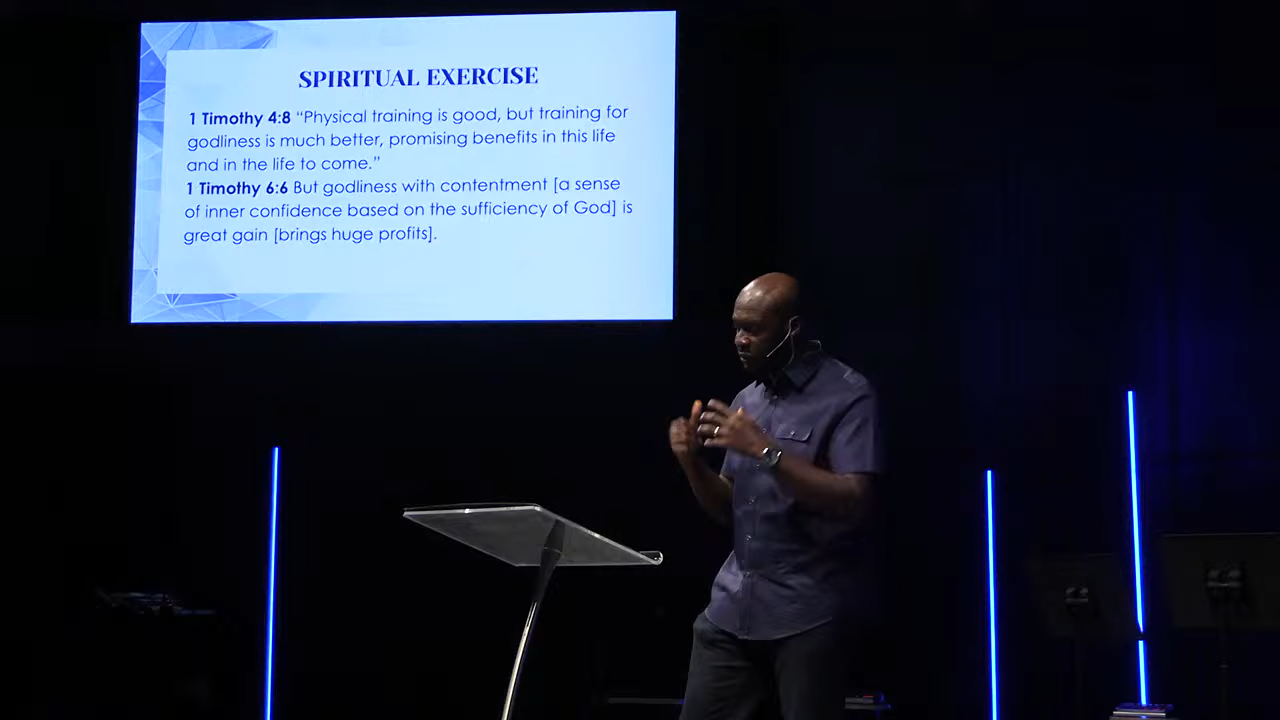 SPIRITUAL EXERCISE
1 Timothy 4:8 “Physical training is good, but training for
godliness is much better, promising benefits in this life
and in the life to come.”
1 Timothy 6:6 But godliness with contentment [a sense
of inner confidence based on the sufficiency of God] is
great gain [brings huge profits].